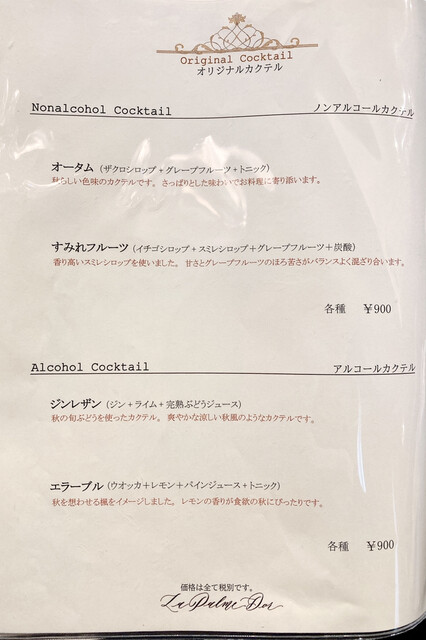 Original Cocktail
オリジナルカクテル
Nonalcohol Cocktail ノンアルコールカクテル
オータム（ザクロシロップ＋グレープフルーツ＋トニック）
秋らしい色味のカクテルです。さっぱりとした味わいでお料理に寄り添います。
すみれフルーツ（イチゴシロップ＋スミレシロップ＋グレープフルーツ＋炭酸）
香り高いスミレシロップを使いました。甘さとグレープフルーツのほろ苦さがバランスよく混ざり合います。
各種 ￥900
Alcohol Cocktail アルコールカクテル
ジンレザン（ジン＋ライム＋完熟ぶどうジュース）
秋の旬ぶどうを使ったカクテル。爽やかな涼しい秋風のようなカクテルです。
エラーブル（ウオッカ＋レモン＋パインジュース＋トニック）
秋を想わせる楓をイメージしました。レモンの香りが食欲の秋にぴったりです。
各種 ￥900
価格は全て税別です。
La Palme D'or